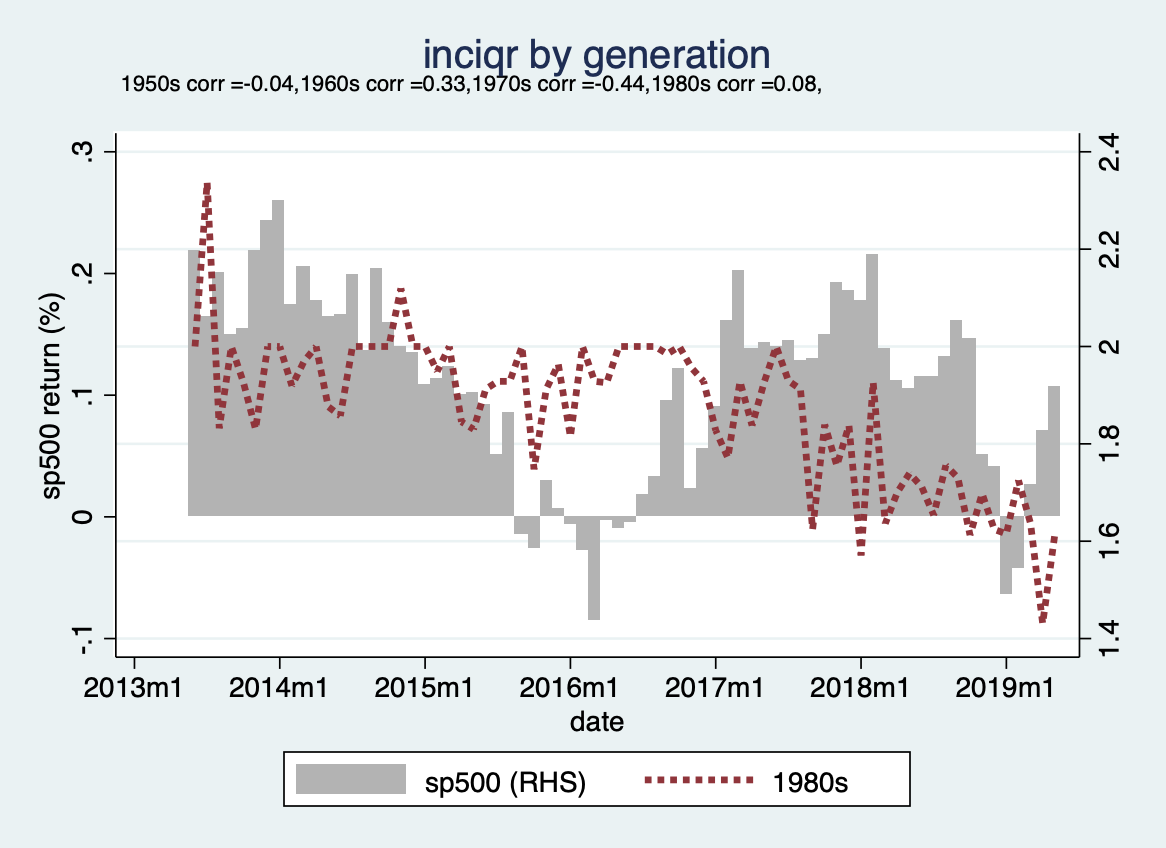 inciqr by generation
1950s corr =-0.04,1960s corr =0.33,1970s corr =-0.44,1980s corr =0.08,
sp500 return (%)
.3
.2
.1
0
-.1
2.4
2.2
2
1.8
1.6
1.4
2013m1 2014m1 2015m1 2016m1 2017m1 2018m1 2019m1
date
sp500 (RHS) 1980s